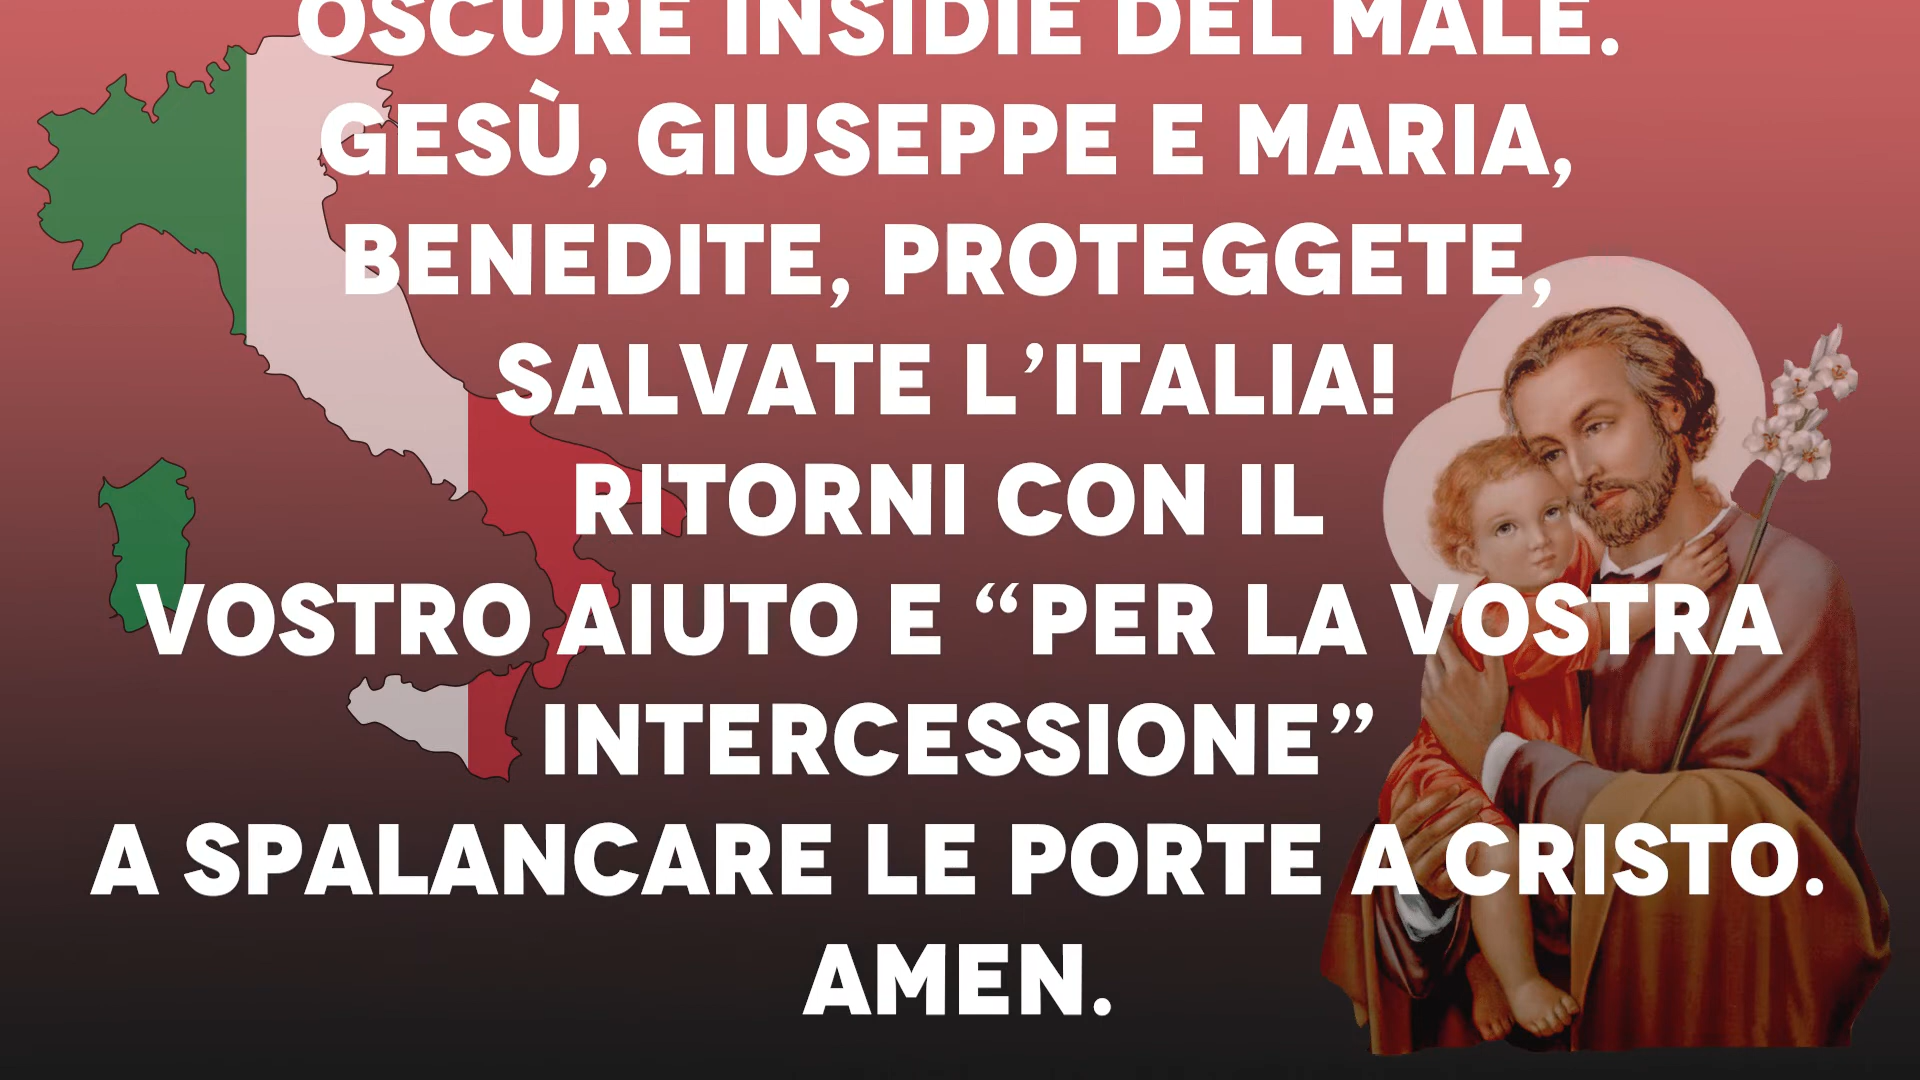 OSCURE INSIDIE DEL MALE.
GESÙ, GIUSEPPE E MARIA,
BENEDITE, PROTEGGETE,
SALVATE L’ITALIA!
RITORNI CON IL
VOSTRO AIUTO E “PER LA VOSTRA
INTERCESSIONE”
A SPALANCARE LE PORTE A CRISTO.
AMEN.